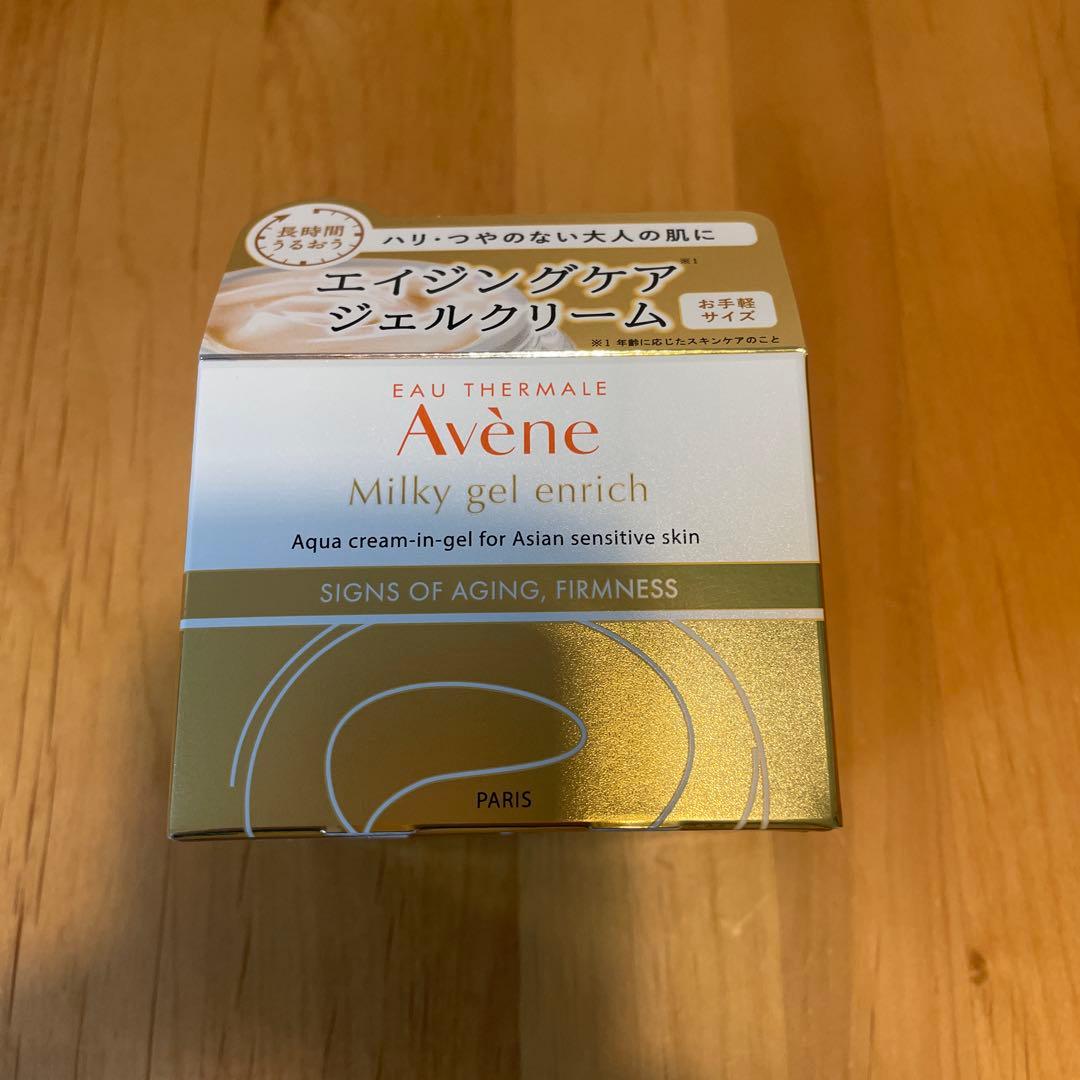 長時間
うるおう
ハリ・つやのない大人の肌に
エイジングケア※1
ジェルクリーム
お手軽
サイズ
※1 年齢に応じたスキンケアのこと
EAU THERMALE
Avène
Milky gel enrich
Aqua cream-in-gel for Asian sensitive skin
SIGNS OF AGING, FIRMNESS
PARIS